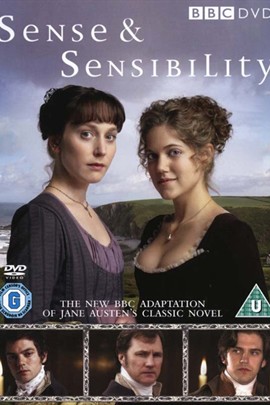 BBC DVD
SENSE &
SENSIBILITY
DVD
VIDEO
G
U
THE NEW BBC ADAPTATION
OF JANE AUSTEN'S CLASSIC NOVEL